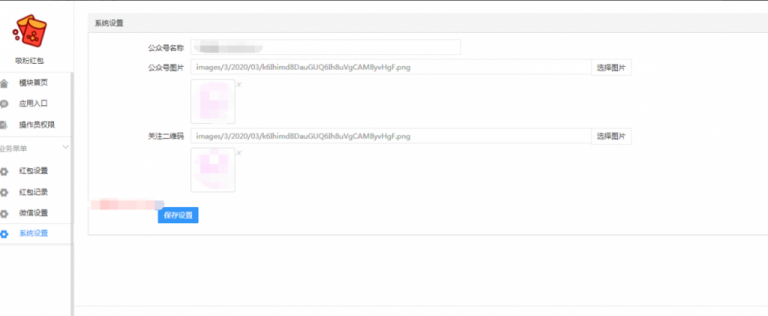 吸粉红包
模块首页
应用入口
操作员权限
业务菜单
红包设置
红包记录
微信设置
系统设置
系统设置
公众号名称
公众号图片 images/3/2020/03/k6lhimd8DauGUQ6lh8uVgCAM8yvHgF.png 选择图片
×
关注二维码 images/3/2020/03/k6lhimd8DauGUQ6lh8uVgCAM8yvHgF.png 选择图片
×
保存设置